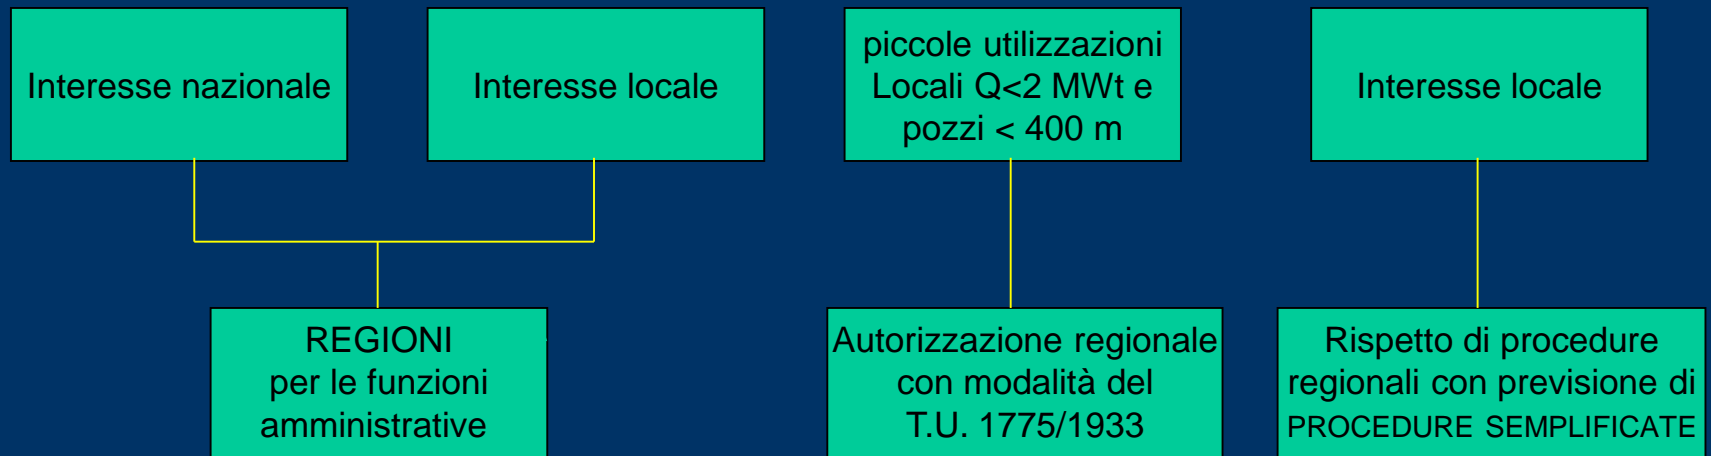 Interesse nazionale
Interesse locale
piccole utilizzazioni
Locali Q<2 MWt e
pozzi < 400 m
Interesse locale
REGIONI
per le funzioni
amministrative
Autorizzazione regionale
con modalità del
T.U. 1775/1933
Rispetto di procedure
regionali con previsione di
PROCEDURE SEMPLIFICATE